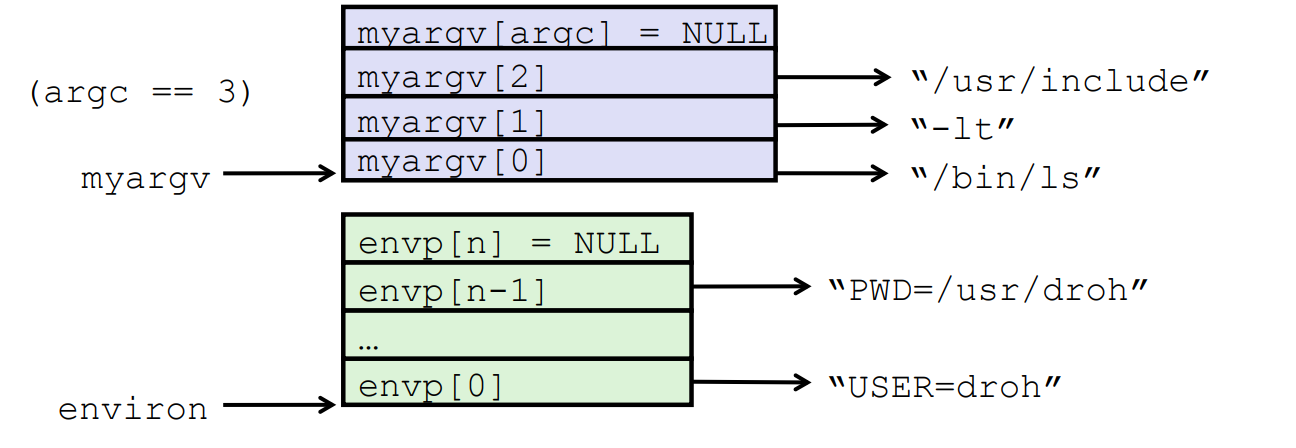 myargv[argc] = NULL
(argc == 3)
myargv[2]
“/usr/include”
myargv[1]
“-lt”
myargv
myargv[0]
“/bin/ls”
envp[n] = NULL
envp[n-1]
“PWD=/usr/droh”
…
envp[0]
“USER=droh”
environ